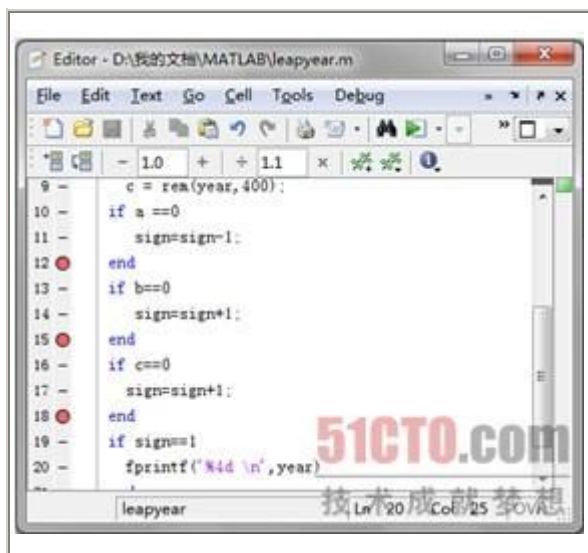 Editor - D:\我的文档\MATLAB\leapyear.m
File Edit Text Go Cell Tools Debug
- 1.0 + ÷ 1.1 ×
9 - c = rem(year,400);
10 - if a ==0
11 - sign=sign-1;
12 end
13 - if b==0
14 - sign=sign+1;
15 end
16 - if c==0
17 - sign=sign+1;
18 end
19 - if sign==1
20 - fprintf('%4d \n',year)
51CTO.com
技术成就梦想
leapyear Ln 20 Col 25 OVR